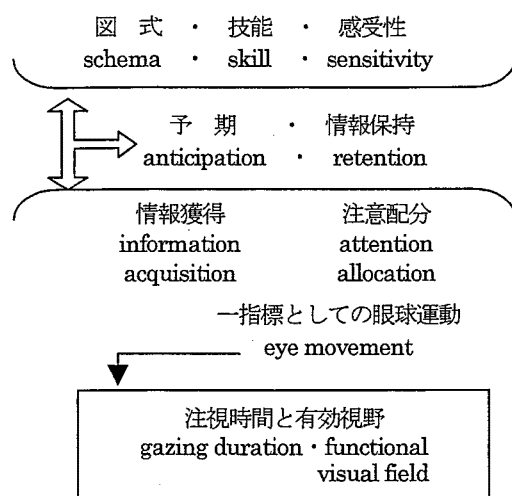 図 式 ・ 技能 ・ 感受性
schema ・ skill ・ sensitivity
予 期 ・ 情報保持
anticipation ・ retention
情報獲得 注意配分
information attention
acquisition allocation
一指標としての眼球運動
eye movement
注視時間と有効視野
gazing duration・functional
visual field